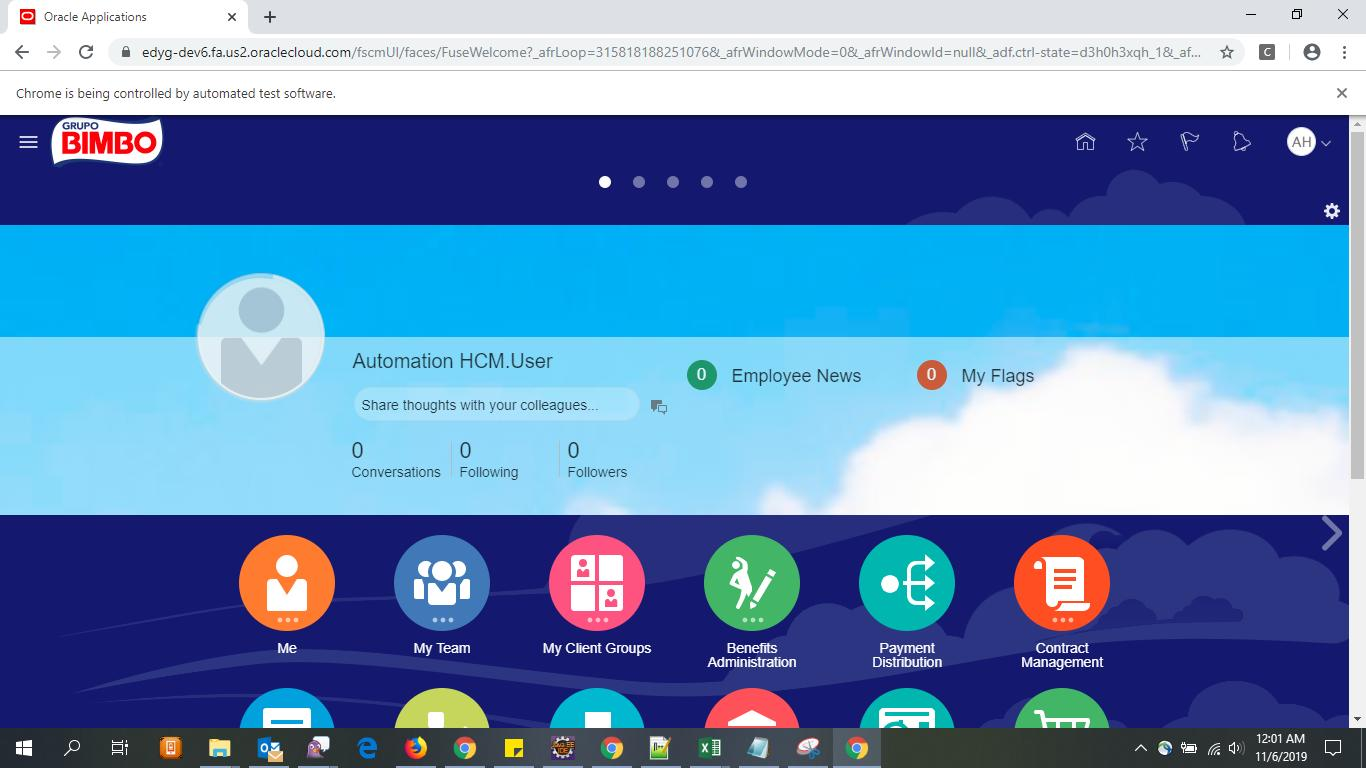 Oracle Applications
edyg-dev6.fa.us2.oraclecloud.com/fscmUI/faces/FuseWelcome?_afrLoop=3158181882510766&_afrWindowMode=0&_afrWindowId=null&_adf.ctrl-state=d3h0h3xqh_1&_af...
C
Chrome is being controlled by automated test software.
GRUPO
BIMBO
AH
Automation HCM.User
0 Employee News
0 My Flags
Share thoughts with your colleagues...
0 0 0
Conversations Following Followers
Me
My Team
My Client Groups
Benefits
Administration
Payment
Distribution
Contract
Management
12:01 AM
11/6/2019